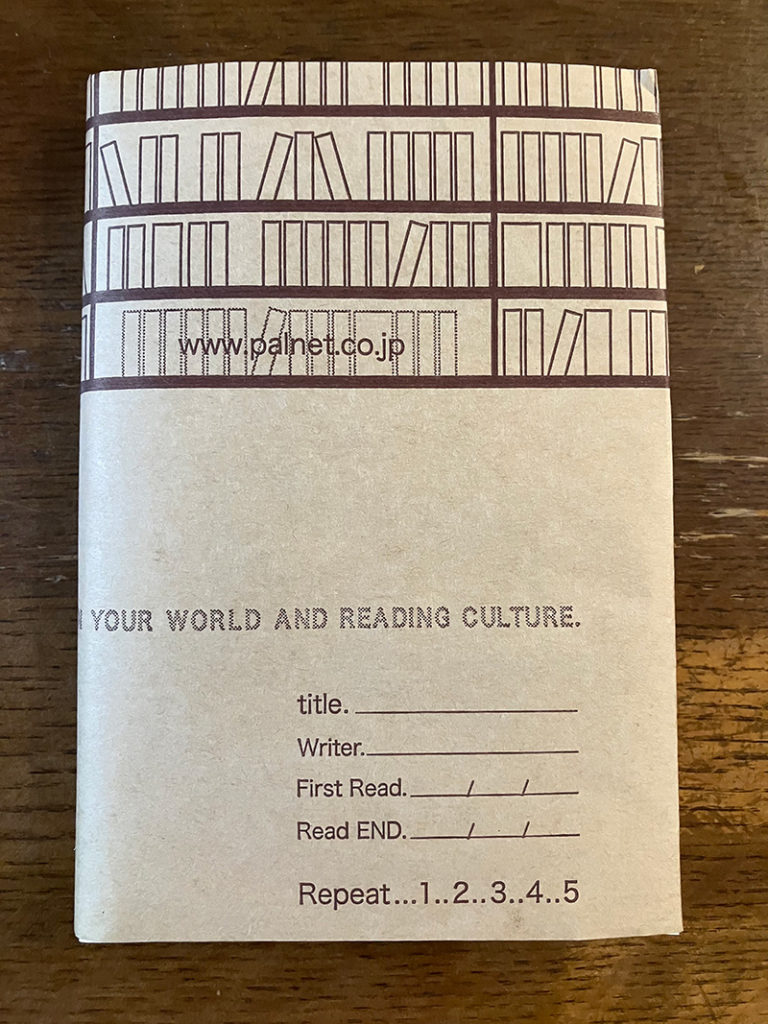 www.palnet.co.jp
YOUR WORLD AND READING CULTURE.
title.
Writer.
First Read. / /
Read END. / /
Repeat...1..2..3..4..5